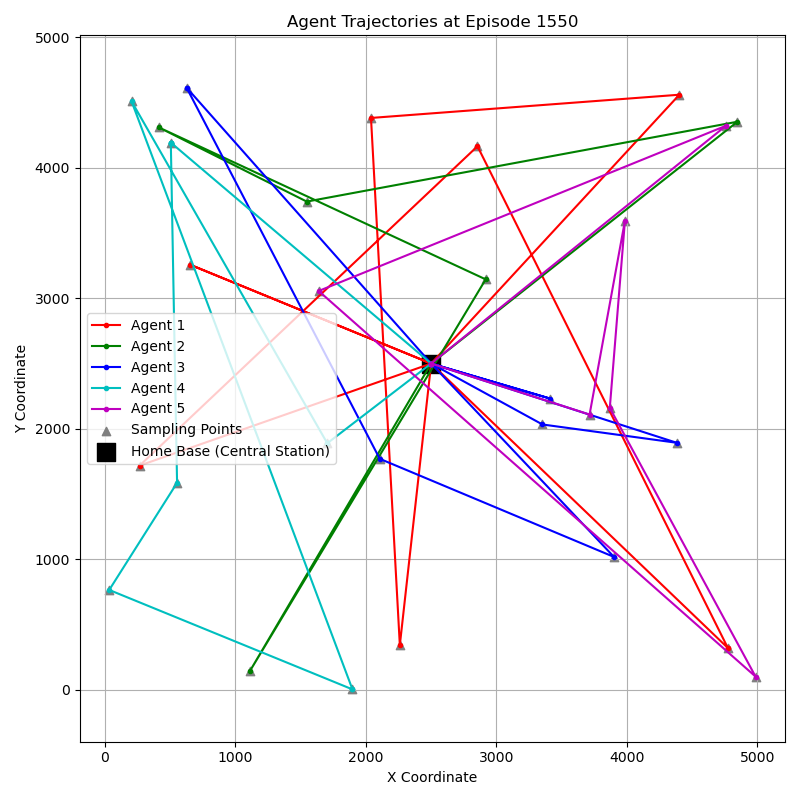 Agent Trajectories at Episode 1550
5000
4000
3000
2000
1000
0
Y Coordinate
Agent 1
Agent 2
Agent 3
Agent 4
Agent 5
Sampling Points
Home Base (Central Station)
0 1000 2000 3000 4000 5000
X Coordinate